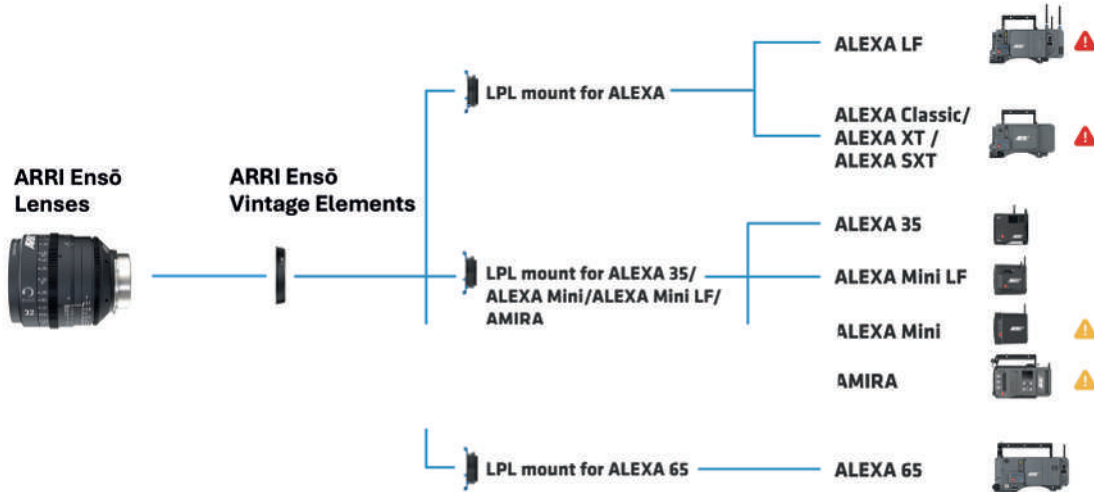 ARRI Ensō
Lenses
ARRI Ensō
Vintage Elements
LPL mount for ALEXA
ALEXA LF
ALEXA Classic/
ALEXA XT /
ALEXA SXT
LPL mount for ALEXA 35/
ALEXA Mini/ALEXA Mini LF/
AMIRA
ALEXA 35
ALEXA Mini LF
ALEXA Mini
AMIRA
LPL mount for ALEXA 65
ALEXA 65
ARRI
32